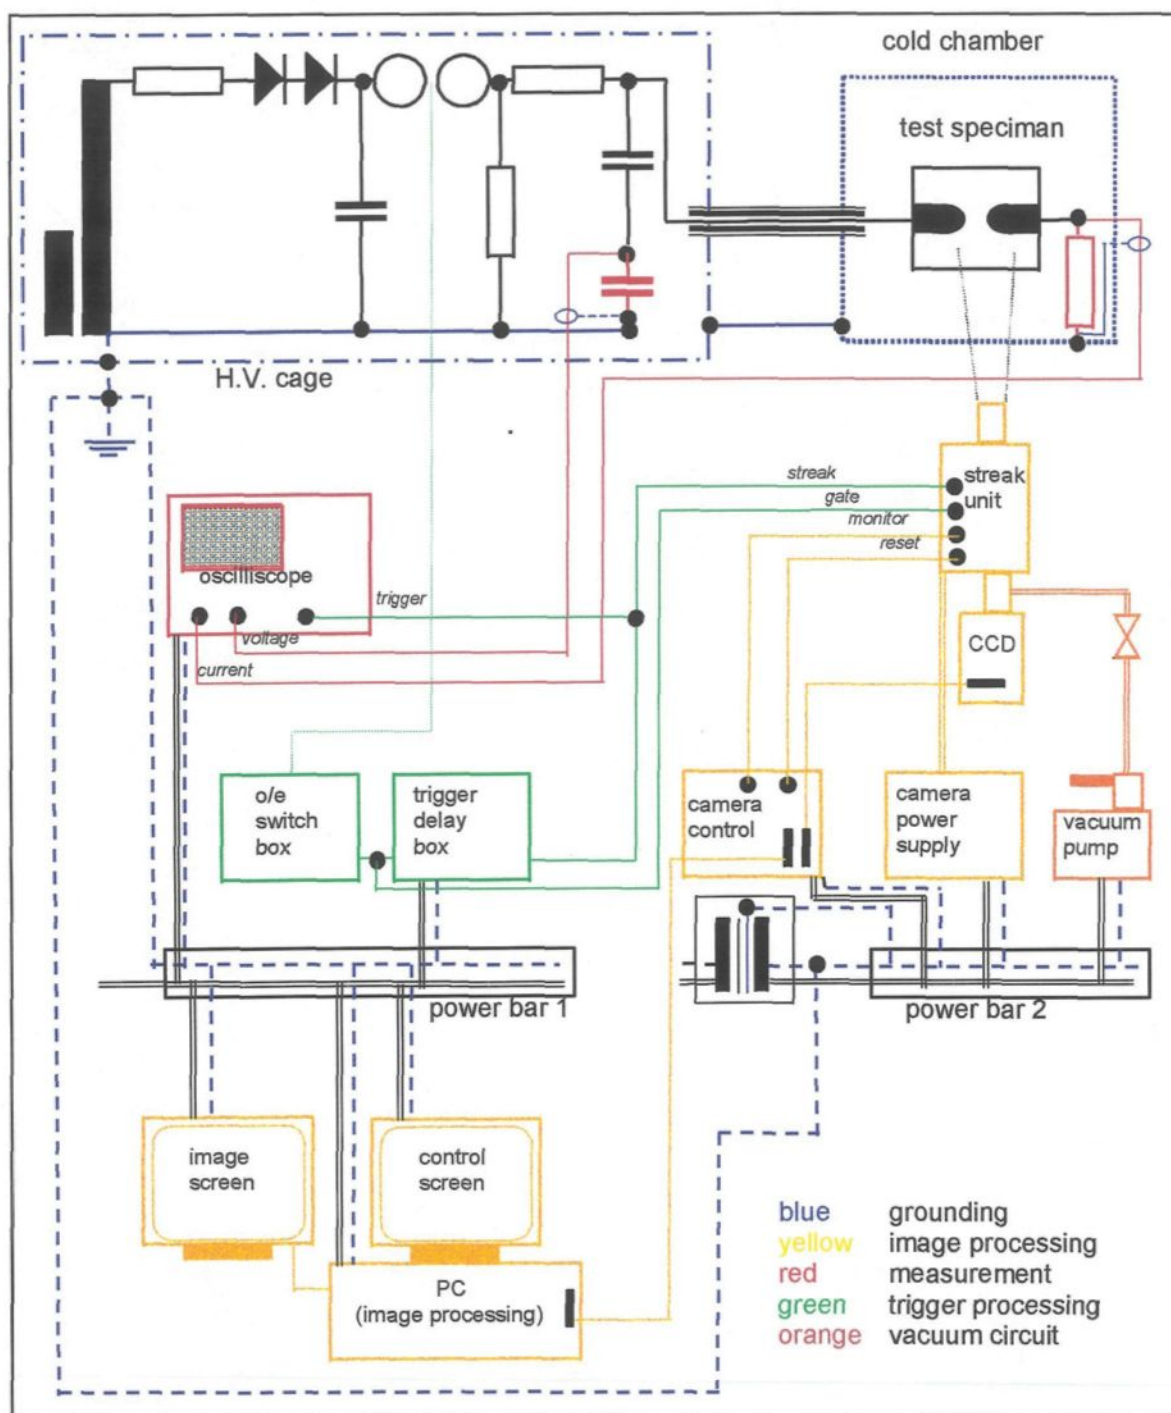 cold chamber
test speciman
H.V. cage
streak
gate
monitor
reset
streak
unit
oscilliscope
trigger
voltage
current
CCD
o/e
switch
box
trigger
delay
box
camera
control
camera
power
supply
vacuum
pump
power bar 1
power bar 2
image
screen
control
screen
PC
(image processing)
blue grounding
yellow image processing
red measurement
green trigger processing
orange vacuum circuit